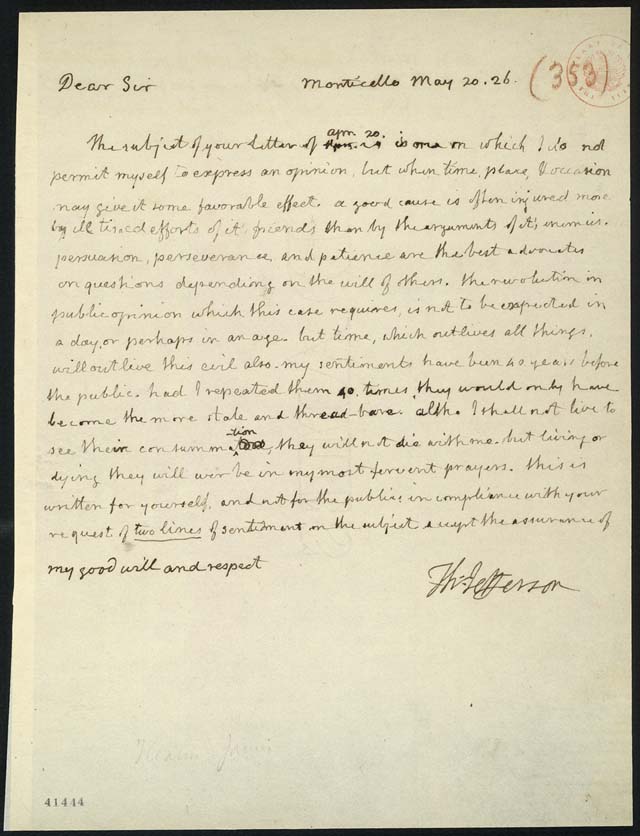 (353)
Dear Sir Monticello May 20. 26.
The subject of your letter of apr. 20. is one on which I do not
permit myself to express an opinion, but when time, place, & occasion
may give it some favorable effect. a good cause is often injured more
by ill timed efforts of it's friends than by the arguments of it's enemies.
persuasion, perseverance, and patience are the best advocates
on questions depending on the will of others. the revolution in
public opinion which this case requires, is not to be expected in
a day, or perhaps in an age. but time, which outlives all things,
will outlive this evil also. my sentiments have been 40 years before
the public. had I repeated them 40. times, they would only have
become the more stale and thread-bare. altho I shall not live to
see their consummation, they will not die with me. but living or
dying they will ever be in my most fervent prayers. this is
written for yourself, and not for the public, in compliance with your
request of two lines of sentiment on the subject. accept the assurance of
my good will and respect
Th: Jefferson
41444